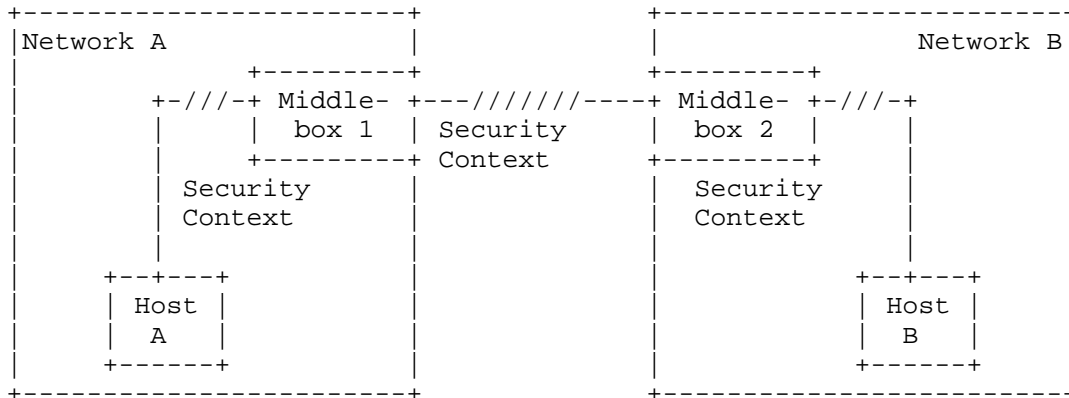 Network A Network B
Middle- Middle-
box 1 Security box 2
Context
Security Security
Context Context
Host Host
A B